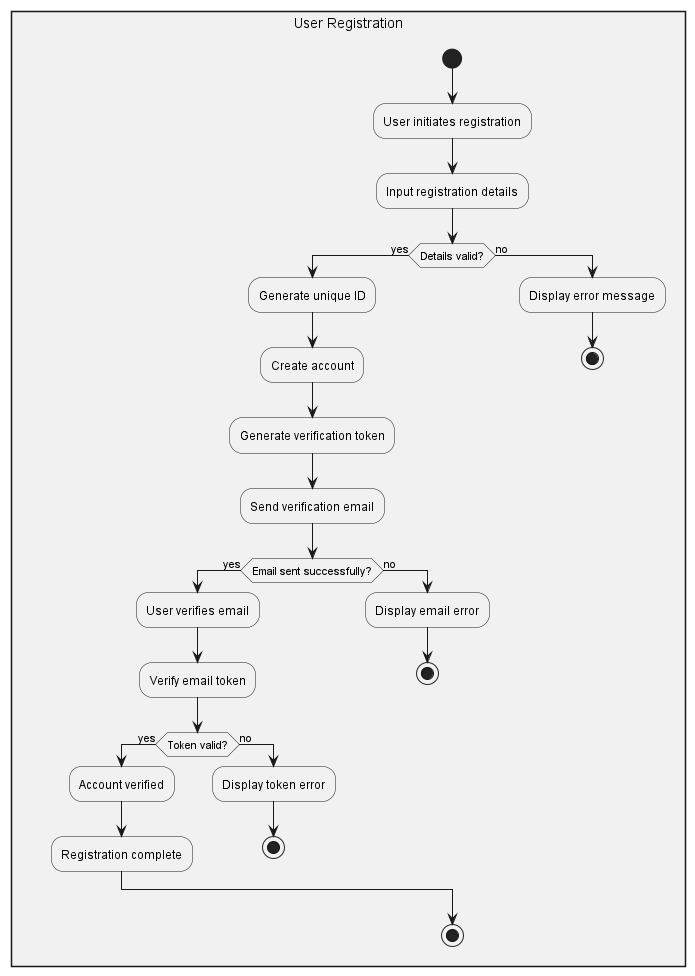 User Registration
User initiates registration
Input registration details
yes
Details valid?
no
Generate unique ID
Display error message
Create account
Generate verification token
Send verification email
yes
Email sent successfully?
no
User verifies email
Display email error
Verify email token
yes
Token valid?
no
Account verified
Display token error
Registration complete